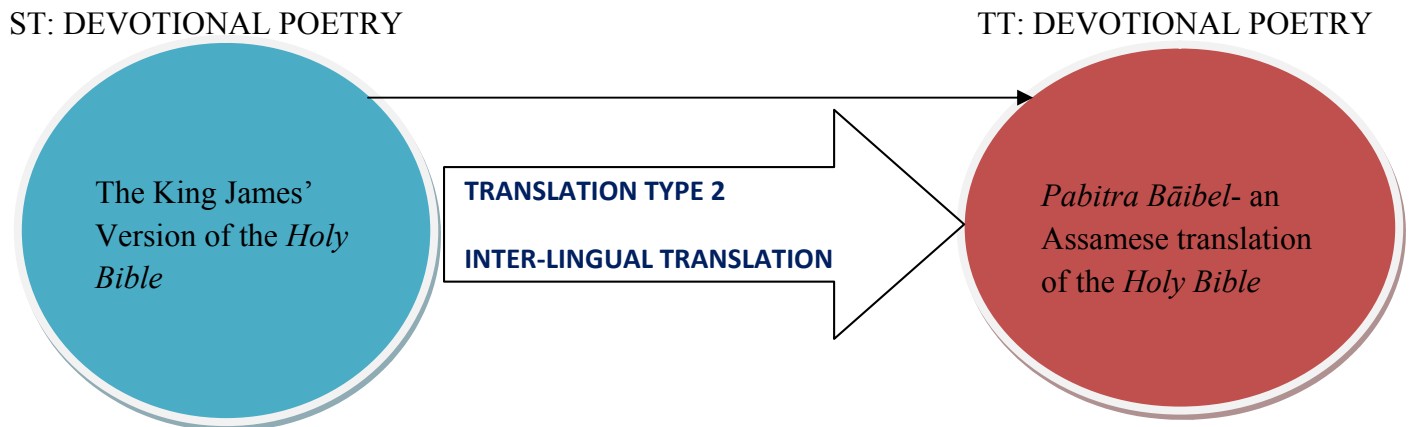 ST: DEVOTIONAL POETRY
TT: DEVOTIONAL POETRY
The King James’
Version of the Holy
Bible
TRANSLATION TYPE 2
INTER-LINGUAL TRANSLATION
Pabitra Bāibel- an
Assamese translation
of the Holy Bible